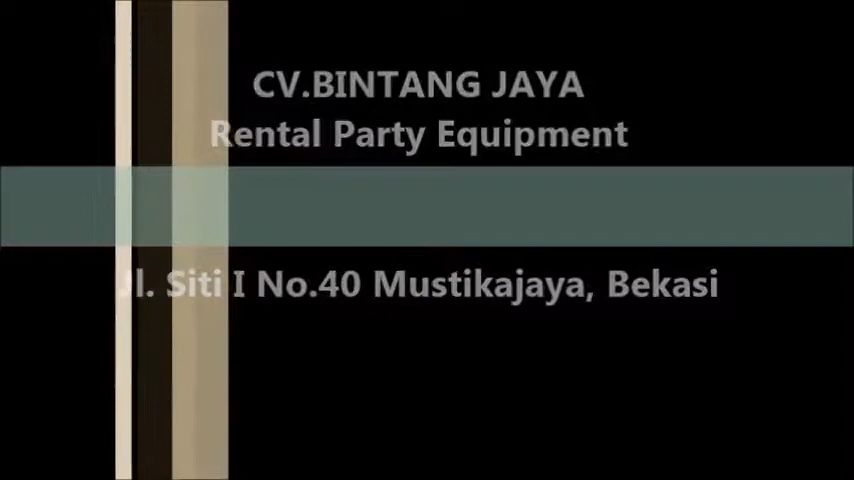 CV.BINTANG JAYA
Rental Party Equipment
Jl. Siti I No.40 Mustikajaya, Bekasi